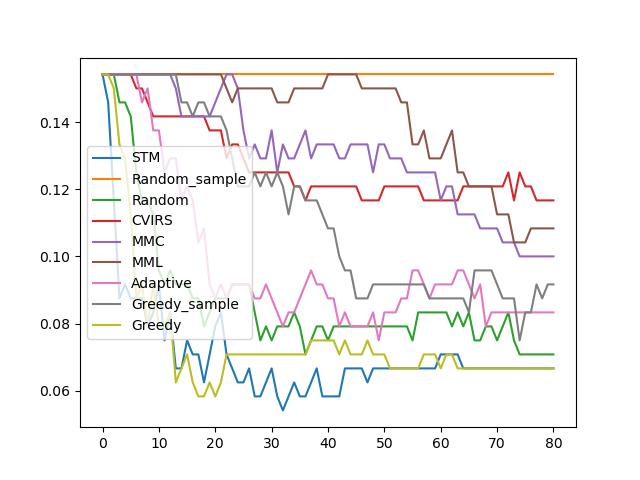 0.14
0.12
0.10
0.08
0.06
STM
Random_sample
Random
CVIRS
MMC
MML
Adaptive
Greedy_sample
Greedy
0 10 20 30 40 50 60 70 80